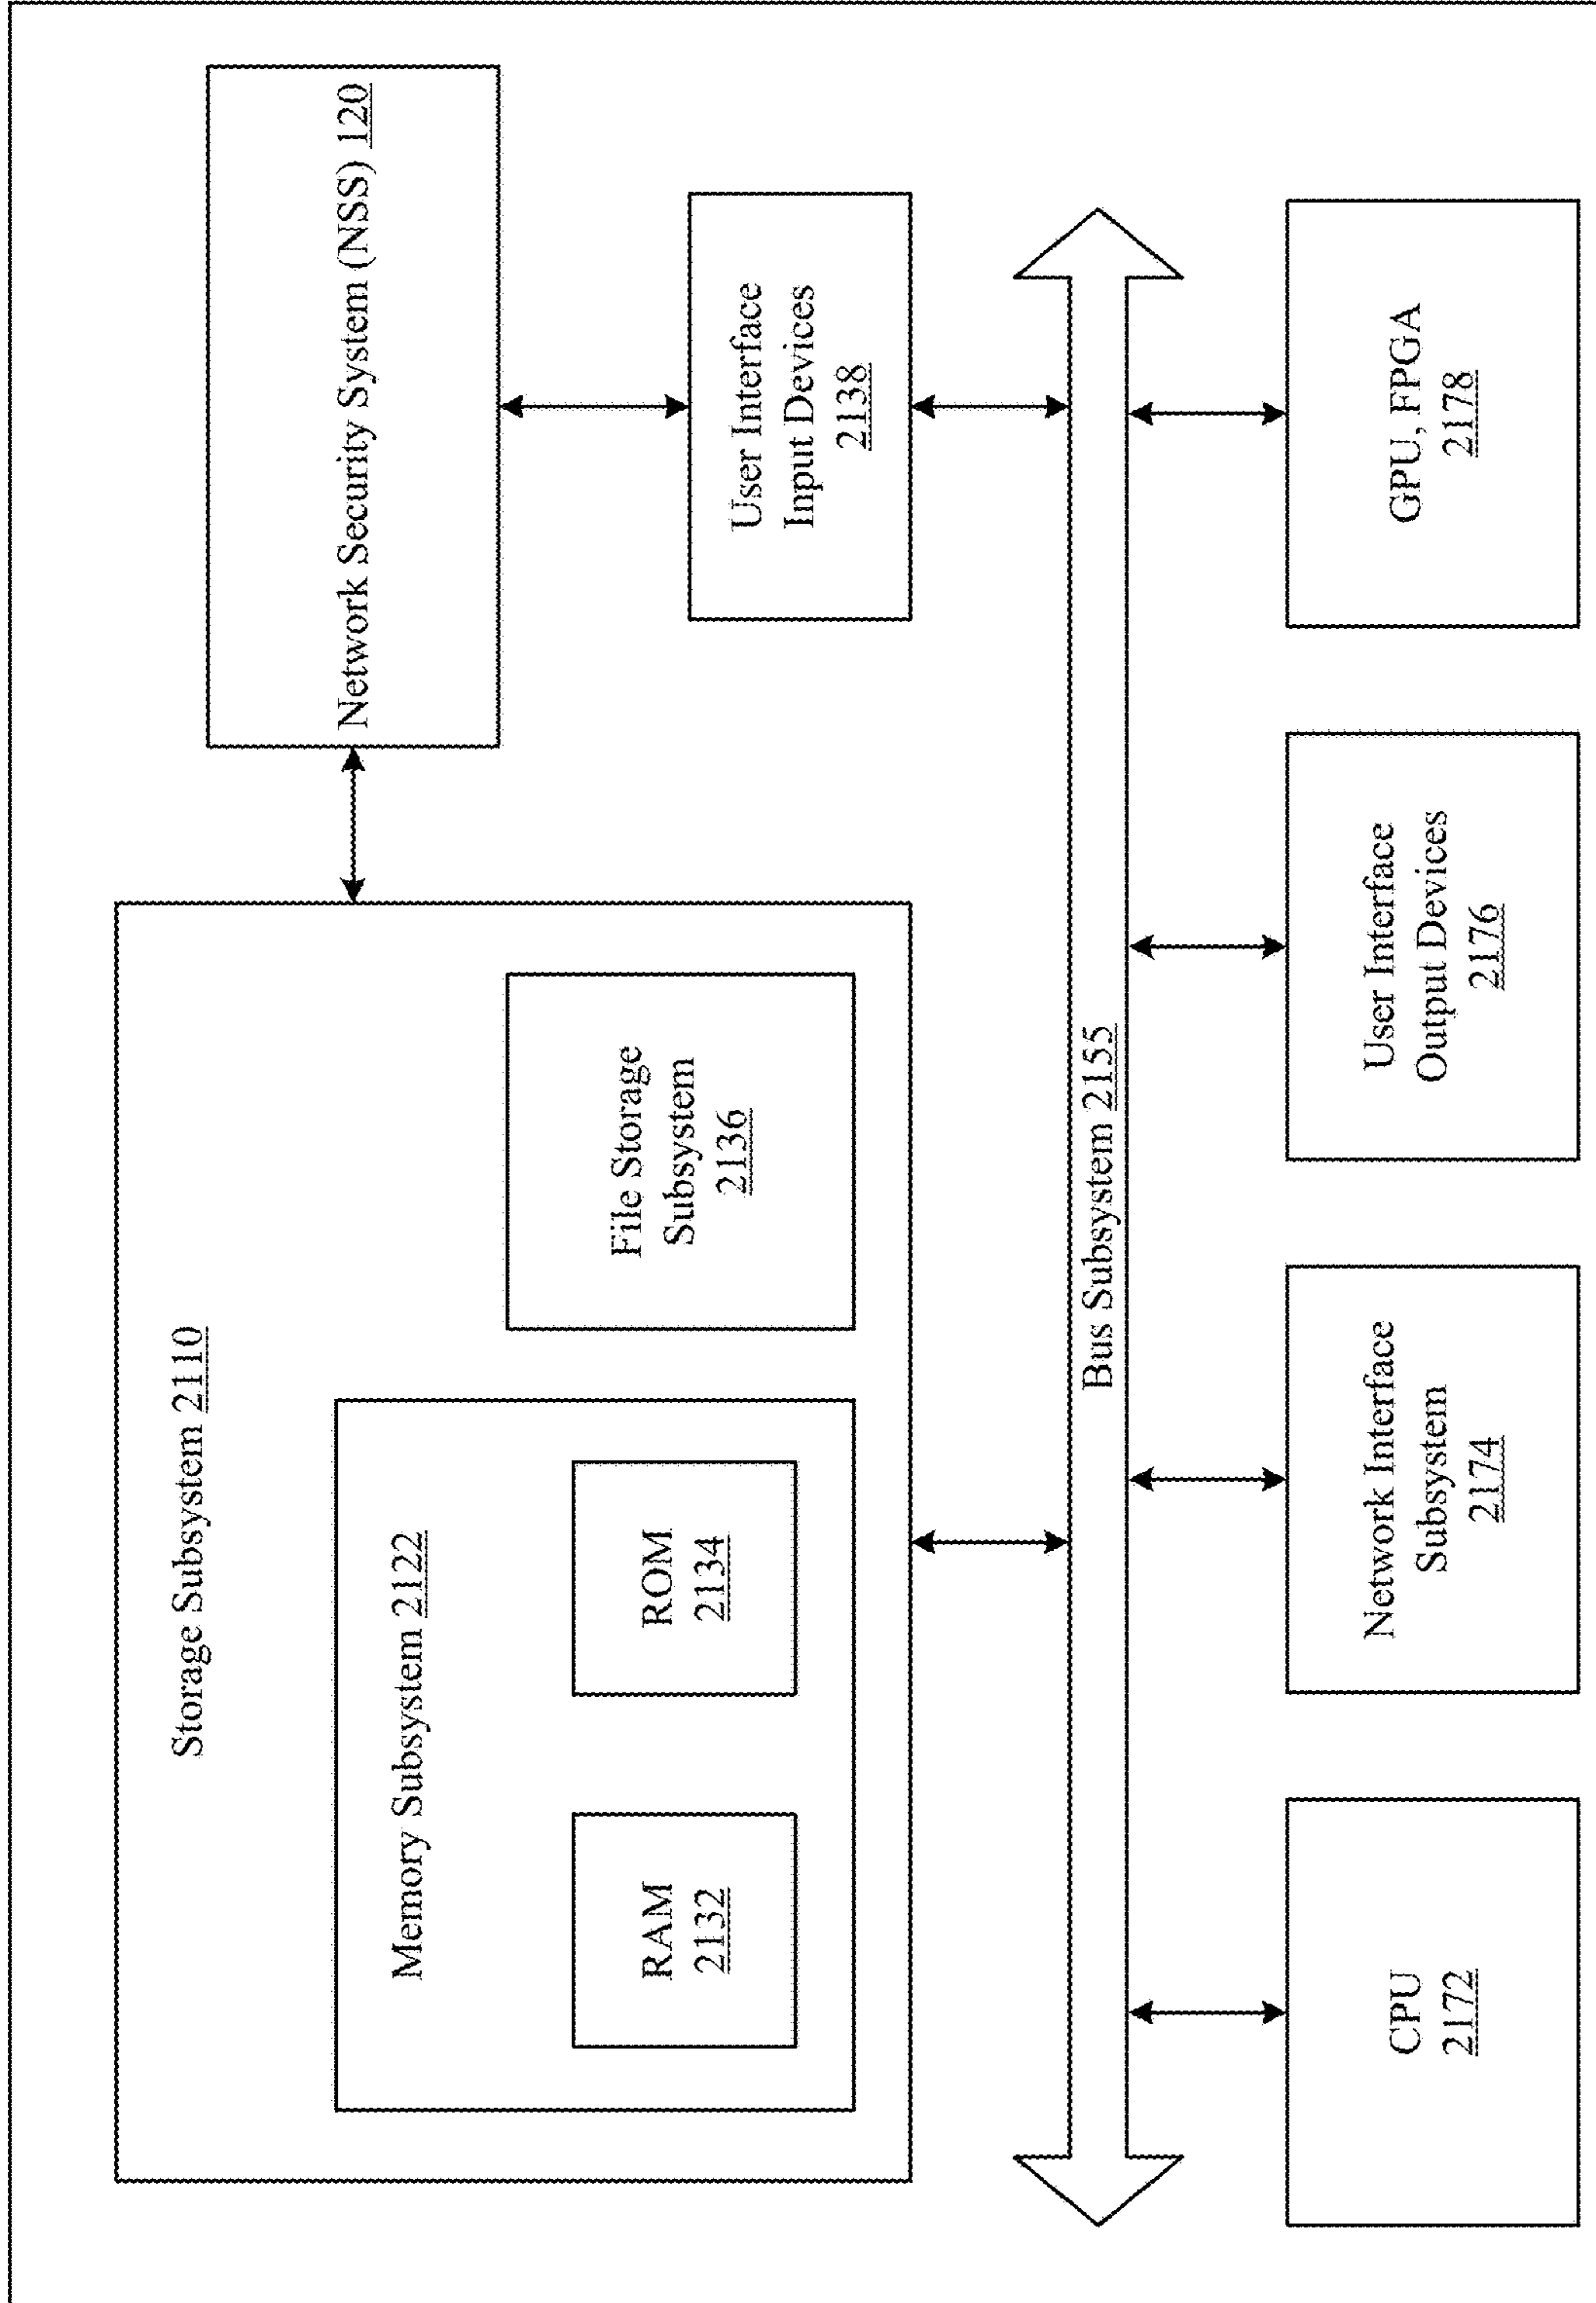 Storage Subsystem 2110
Memory Subsystem 2122
RAM
2132
ROM
2134
File Storage
Subsystem
2136
Network Security System (NSS) 120
User Interface
Input Devices
2138
Bus Subsystem 2155
CPU
2172
Network Interface
Subsystem
2174
User Interface
Output Devices
2176
GPU, FPGA
2178